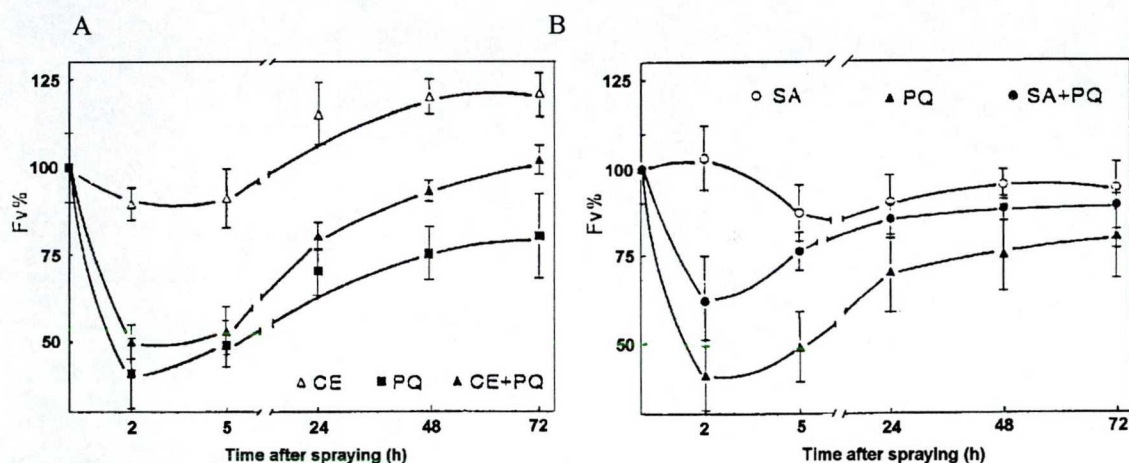 A
B
125
100
75
50
Fv%
△ CE ■ PQ ▲ CE+PQ
2 5 24 48 72
Time after spraying (h)
125
100
75
50
Fv%
○ SA ▲ PQ ● SA+PQ
2 5 24 48 72
Time after spraying (h)